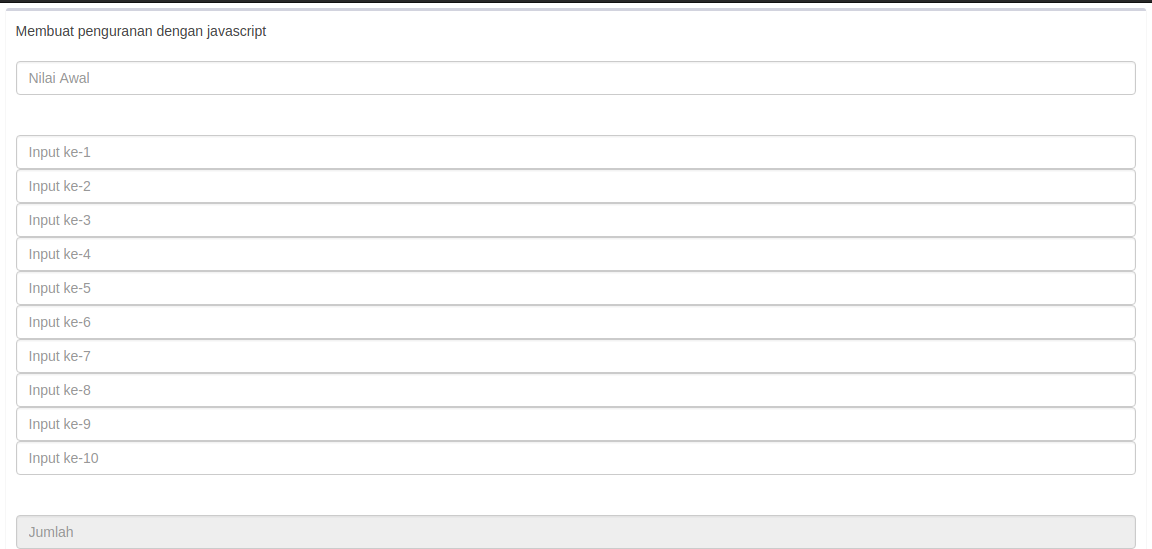 Membuat penguranan dengan javascript
Nilai Awal
Input ke-1
Input ke-2
Input ke-3
Input ke-4
Input ke-5
Input ke-6
Input ke-7
Input ke-8
Input ke-9
Input ke-10
Jumlah